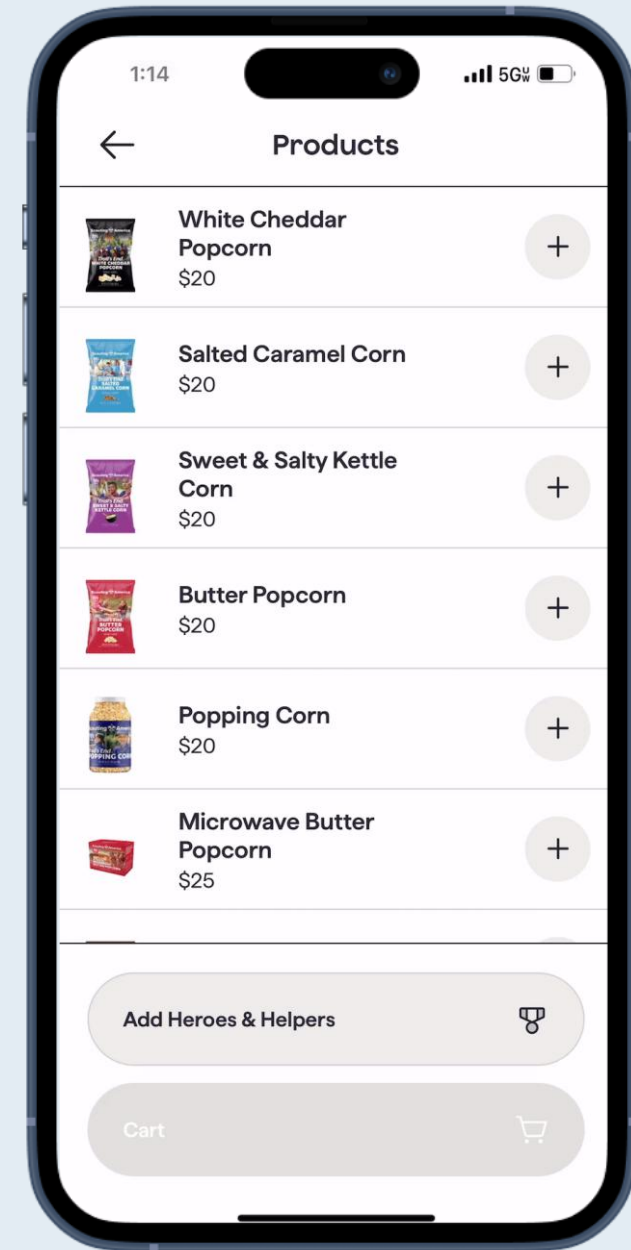 1:14
5G UW
Products
White Cheddar
Popcorn
$20
Salted Caramel Corn
$20
Sweet & Salty Kettle
Corn
$20
Butter Popcorn
$20
Popping Corn
$20
Microwave Butter
Popcorn
$25
Add Heroes & Helpers
Cart